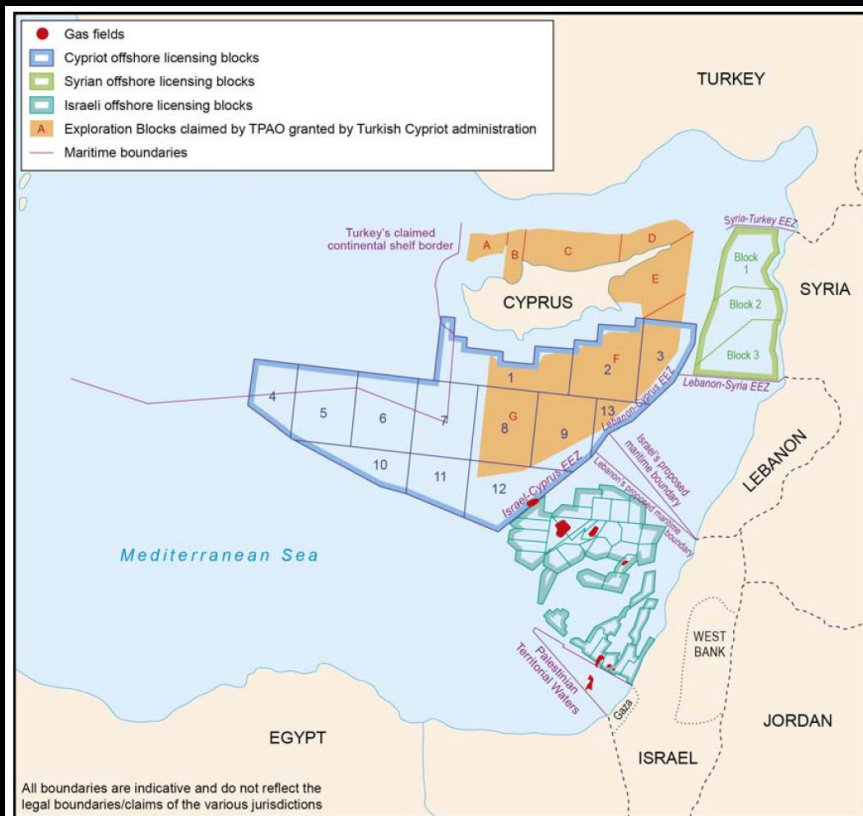 Gas fields
Cypriot offshore licensing blocks
Syrian offshore licensing blocks
Israeli offshore licensing blocks
A Exploration Blocks claimed by TPAO granted by Turkish Cypriot administration
Maritime boundaries
TURKEY
Turkey's claimed
continental shelf border
Syria-Turkey EEZ
A
B
C
D
E
Block
1
Block 2
Block 3
SYRIA
CYPRUS
Lebanon-Syria EEZ
1
2
F
3
Lebanon-Cyprus EEZ
4
5
6
7
8
G
9
13
10
11
12
Israel-Cyprus EEZ
Israel's proposed
maritime boundary
Lebanon's proposed maritime
boundary
LEBANON
Mediterranean Sea
WEST
BANK
Palestinian
Territorial Waters
Gaza
EGYPT
ISRAEL
JORDAN
All boundaries are indicative and do not reflect the
legal boundaries/claims of the various jurisdictions